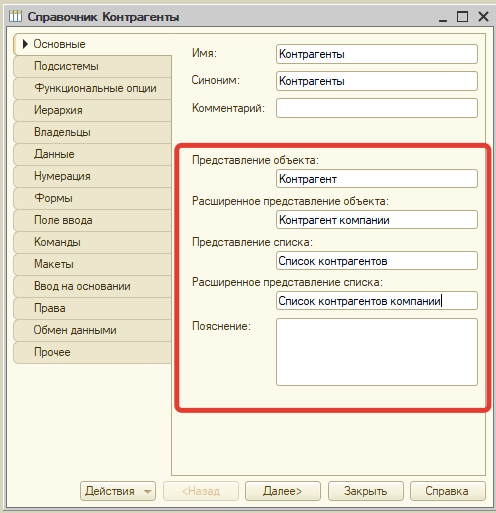 Справочник Контрагенты
Основные
Подсистемы
Функциональные опции
Иерархия
Владельцы
Данные
Нумерация
Формы
Поле ввода
Команды
Макеты
Ввод на основании
Права
Обмен данными
Прочее
Имя: Контрагенты
Синоним: Контрагенты
Комментарий:
Представление объекта:
Контрагент
Расширенное представление объекта:
Контрагент компании
Представление списка:
Список контрагентов
Расширенное представление списка:
Список контрагентов компании
Пояснение:
Действия <Назад Далее> Закрыть Справка